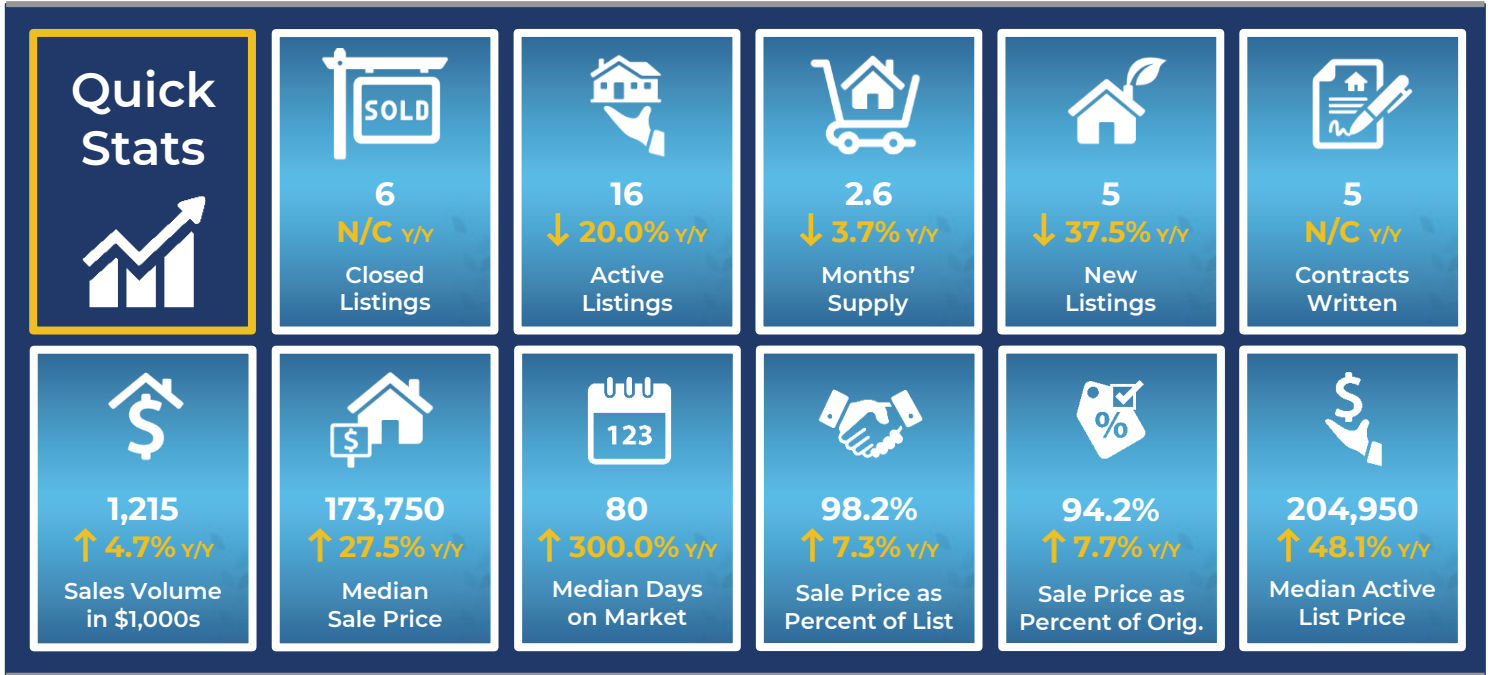 Quick
Stats
SOLD
6
N/C Y/Y
Closed
Listings
16
↓ 20.0% Y/Y
Active
Listings
2.6
↓ 3.7% Y/Y
Months’
Supply
5
↓ 37.5% Y/Y
New
Listings
5
N/C Y/Y
Contracts
Written
$
1,215
↑ 4.7% Y/Y
Sales Volume
in $1,000s
$
173,750
↑ 27.5% Y/Y
Median
Sale Price
123
80
↑ 300.0% Y/Y
Median Days
on Market
98.2%
↑ 7.3% Y/Y
Sale Price as
Percent of List
%
94.2%
↑ 7.7% Y/Y
Sale Price as
Percent of Orig.
$
204,950
↑ 48.1% Y/Y
Median Active
List Price